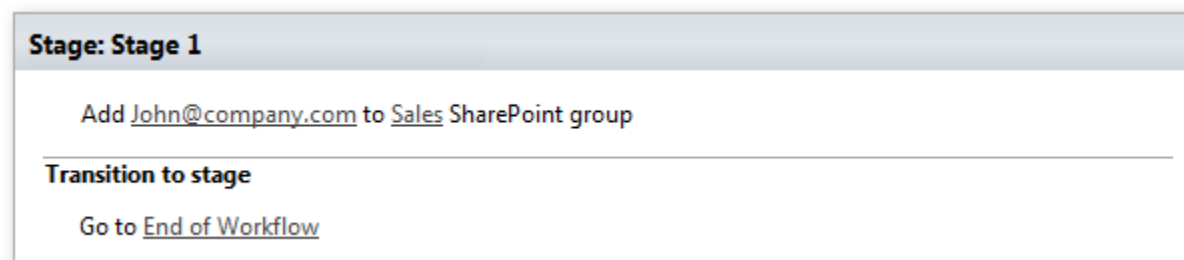 Stage: Stage 1
Add John@company.com to Sales SharePoint group
Transition to stage
Go to End of Workflow